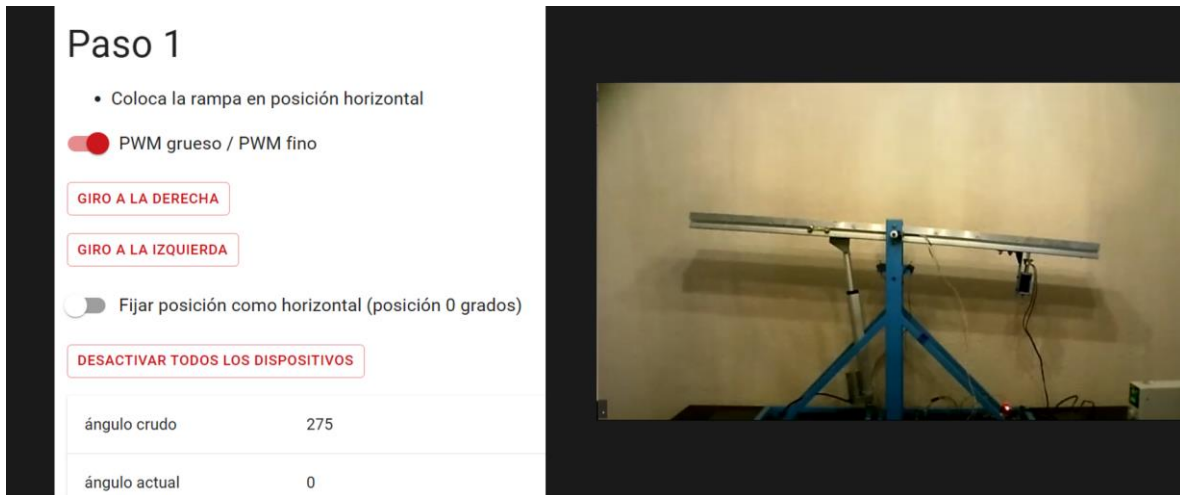 Paso 1
• Coloca la rampa en posición horizontal
PWM grueso / PWM fino
GIRO A LA DERECHA
GIRO A LA IZQUIERDA
Fijar posición como horizontal (posición 0 grados)
DESACTIVAR TODOS LOS DISPOSITIVOS
ángulo crudo 275
ángulo actual 0